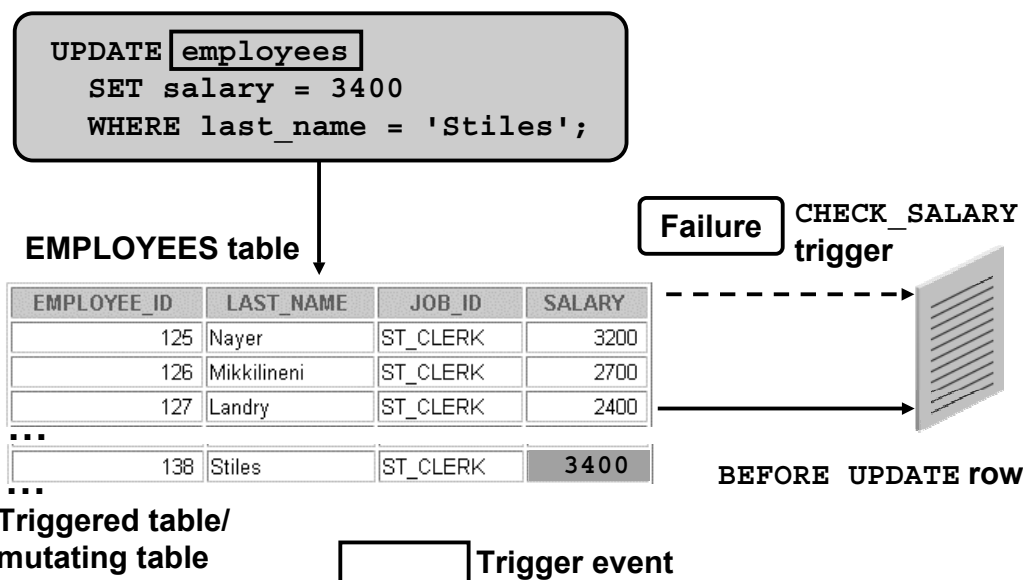 UPDATE employees
SET salary = 3400
WHERE last_name = 'Stiles';
Failure
CHECK_SALARY
trigger
EMPLOYEES table
EMPLOYEE_ID LAST_NAME JOB_ID SALARY
125 Nayer ST_CLERK 3200
126 Mikkilineni ST_CLERK 2700
127 Landry ST_CLERK 2400
...
138 Stiles ST_CLERK 3400
...
BEFORE UPDATE row
Triggered table/
mutating table
Trigger event